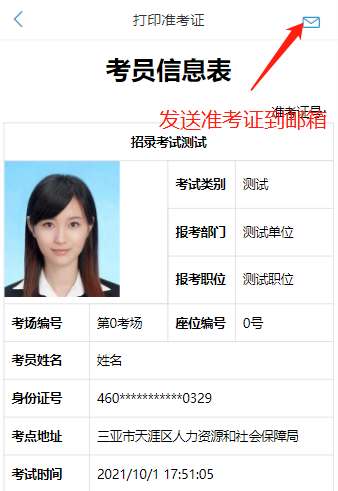 打印准考证
考员信息表
准考证号:
发送准考证到邮箱
招录考试测试
考试类别 测试
报考部门 测试单位
报考职位 测试职位
考场编号 第0考场 座位编号 0号
考员姓名 姓名
身份证号 460***********0329
考点地址 三亚市天涯区人力资源和社会保障局
考试时间 2021/10/1 17:51:05